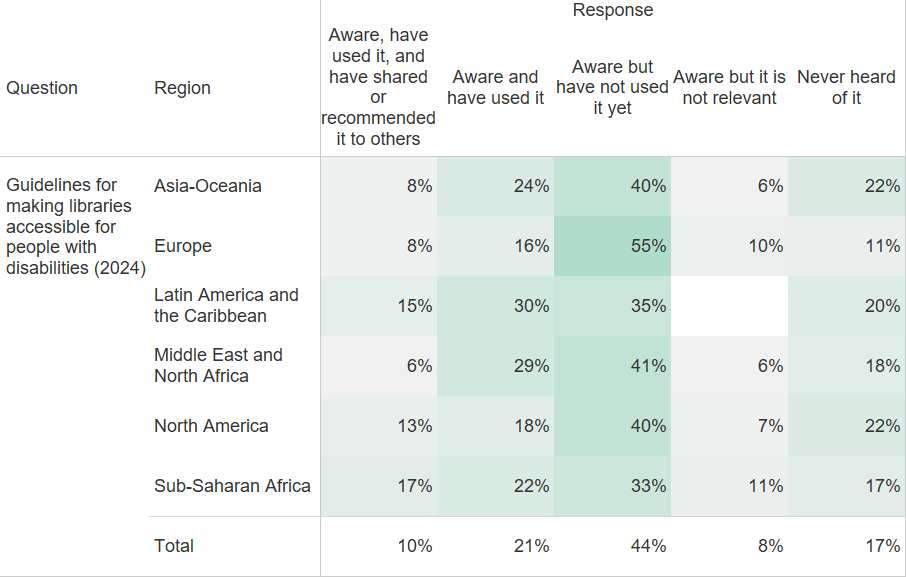 Response
Question
Region
Aware, have
used it, and
have shared
or
recommended
it to others
Aware and
have used it
Aware but
have not used
it yet
Aware but it is
not relevant
Never heard
of it
Guidelines for
making libraries
accessible for
people with
disabilities (2024)
Asia-Oceania 8% 24% 40% 6% 22%
Europe 8% 16% 55% 10% 11%
Latin America and
the Caribbean 15% 30% 35% 20%
Middle East and
North Africa 6% 29% 41% 6% 18%
North America 13% 18% 40% 7% 22%
Sub-Saharan Africa 17% 22% 33% 11% 17%
Total 10% 21% 44% 8% 17%